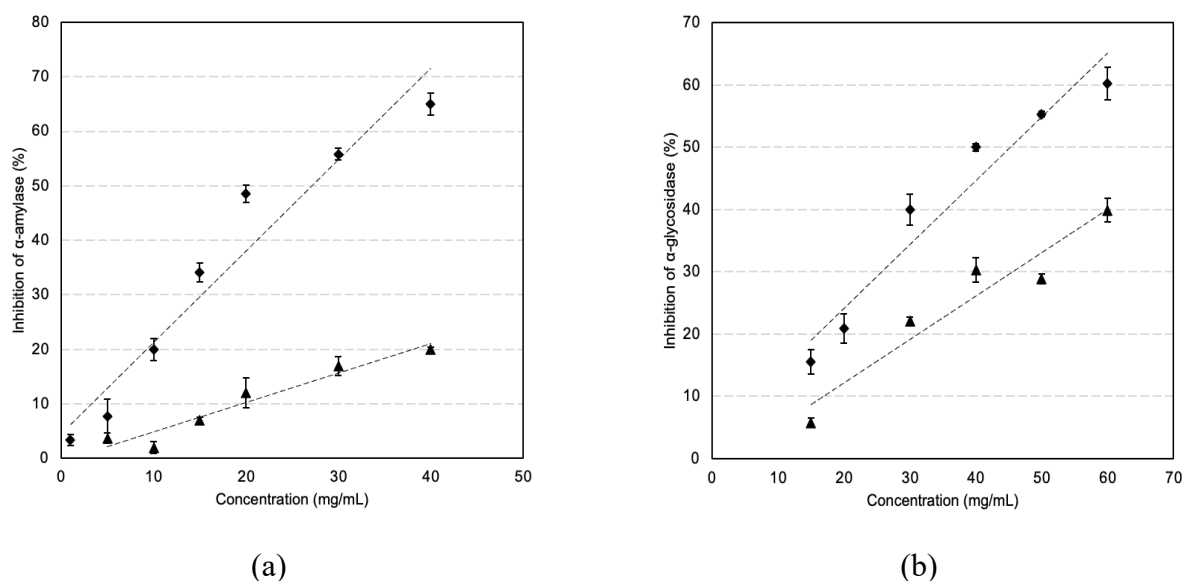 80
70
60
50
40
30
20
10
0
0 10 20 30 40 50
Inhibition of α-amylase (%)
Concentration (mg/mL)
(a)
70
60
50
40
30
20
10
0
10 10 20 30 40 50 60 70
Inhibition of α-glycosidase (%)
Concentration (mg/mL)
(b)